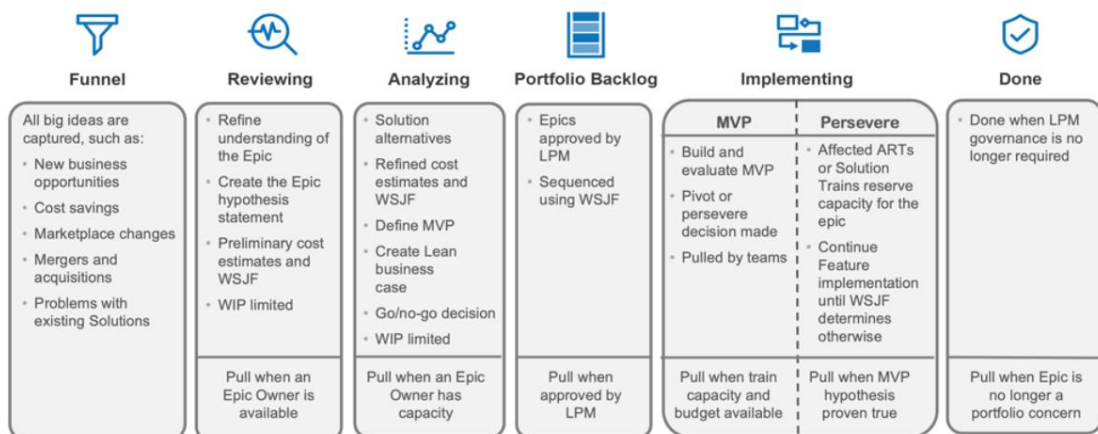 Funnel
Reviewing
Analyzing
Portfolio Backlog
Implementing
Done
All big ideas are
captured, such as:
• New business
opportunities
• Cost savings
• Marketplace changes
• Mergers and
acquisitions
• Problems with
existing Solutions
• Refine
understanding of
the Epic
• Create the Epic
hypothesis
statement
• Preliminary cost
estimates and
WSJF
• WIP limited
Pull when an
Epic Owner is
available
• Solution
alternatives
• Refined cost
estimates and
WSJF
• Define MVP
• Create Lean
business
case
• Go/no-go decision
• WIP limited
Pull when an Epic
Owner has
capacity
• Epics
approved by
LPM
• Sequenced
using WSJF
Pull when
approved by
LPM
MVP
• Build and
evaluate MVP
• Pivot or
persevere
decision made
• Pulled by teams
Pull when train
capacity and
budget available
Persevere
• Affected ARTs
or Solution
Trains reserve
capacity for the
epic
• Continue
Feature
implementation
until WSJF
determines
otherwise
Pull when MVP
hypothesis
proven true
• Done when LPM
governance is no
longer required
Pull when Epic is
no longer a
portfolio concern